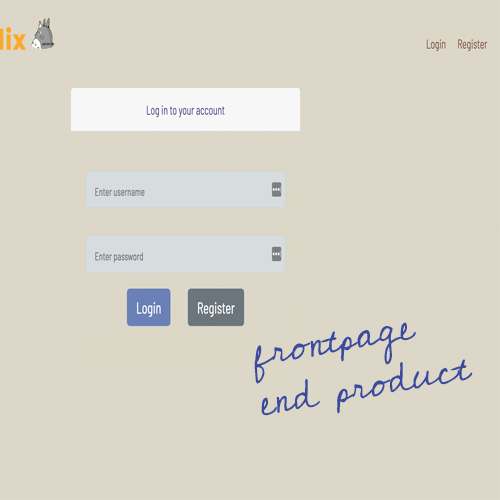 lix
Login Register
Log in to your account
Enter username
Enter password
Login Register
frontpage
end product